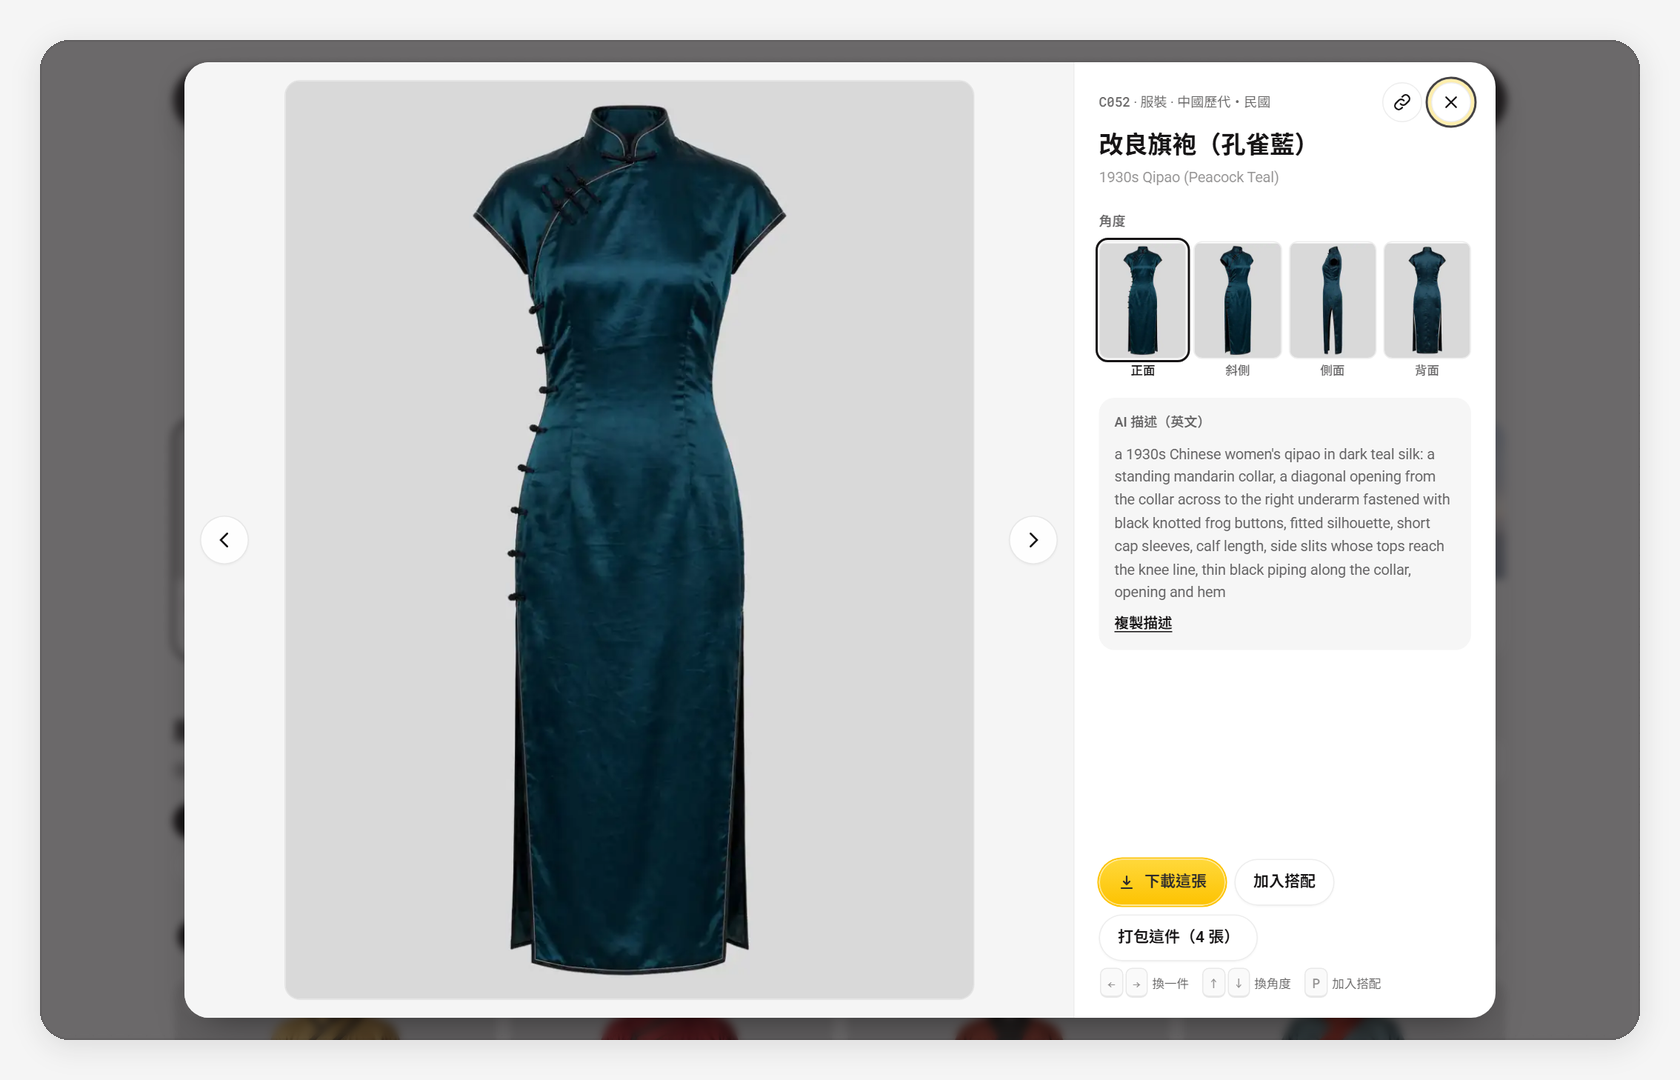 C052 · 服裝 · 中國歷代・民國
改良旗袍（孔雀藍）
1930s Qipao (Peacock Teal)
角度
正面 斜側 側面 背面
AI 描述（英文）
a 1930s Chinese women's qipao in dark teal silk: a
standing mandarin collar, a diagonal opening from
the collar across to the right underarm fastened with
black knotted frog buttons, fitted silhouette, short
cap sleeves, calf length, side slits whose tops reach
the knee line, thin black piping along the collar,
opening and hem
複製描述
下載這張 加入搭配
打包這件（4 張）
← → 換一件 ↑ ↓ 換角度 P 加入搭配